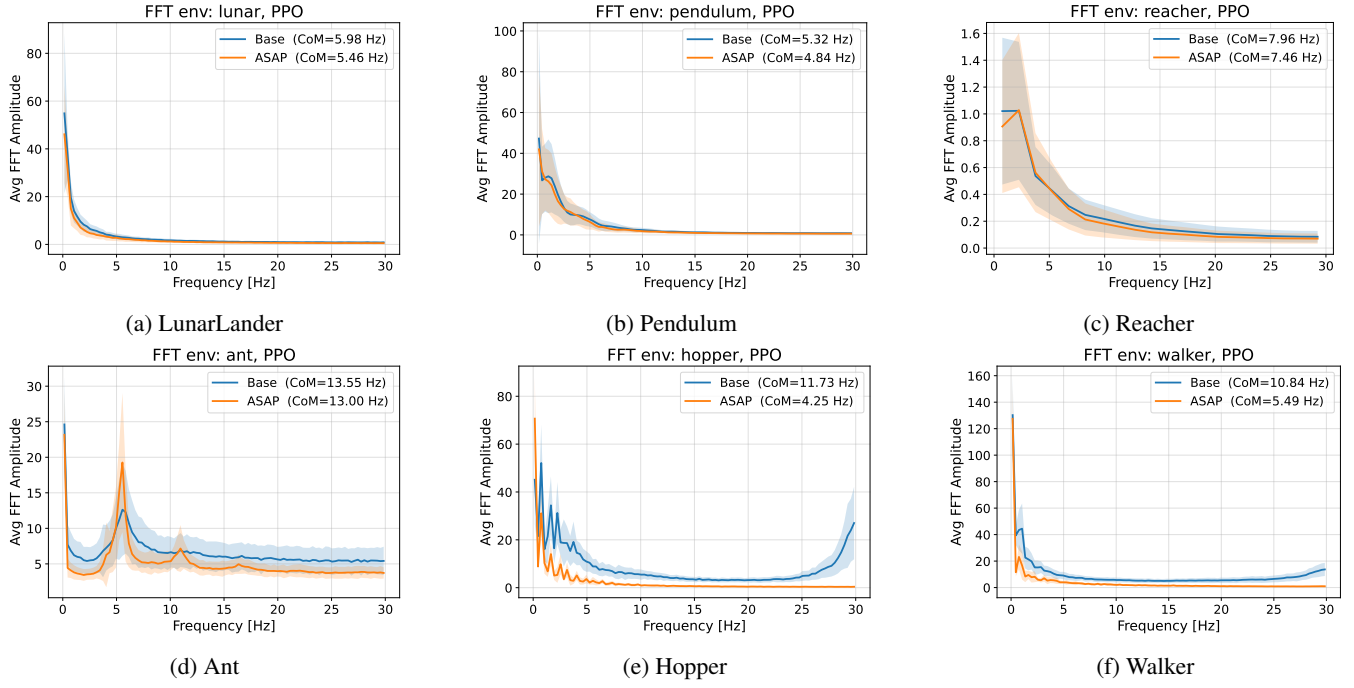 FFT env: lunar, PPO
Avg FFT Amplitude
80
60
40
20
0
Base (CoM=5.98 Hz)
ASAP (CoM=5.46 Hz)
0 5 10 15 20 25 30
Frequency [Hz]
(a) LunarLander
FFT env: pendulum, PPO
Avg FFT Amplitude
100
80
60
40
20
0
Base (CoM=5.32 Hz)
ASAP (CoM=4.84 Hz)
0 5 10 15 20 25 30
Frequency [Hz]
(b) Pendulum
FFT env: reacher, PPO
Avg FFT Amplitude
1.6
1.4
1.2
1.0
0.8
0.6
0.4
0.2
0.0
Base (CoM=7.96 Hz)
ASAP (CoM=7.46 Hz)
0 5 10 15 20 25 30
Frequency [Hz]
(c) Reacher
FFT env: ant, PPO
Avg FFT Amplitude
30
25
20
15
10
5
Base (CoM=13.55 Hz)
ASAP (CoM=13.00 Hz)
0 5 10 15 20 25 30
Frequency [Hz]
(d) Ant
FFT env: hopper, PPO
Avg FFT Amplitude
80
60
40
20
0
Base (CoM=11.73 Hz)
ASAP (CoM=4.25 Hz)
0 5 10 15 20 25 30
Frequency [Hz]
(e) Hopper
FFT env: walker, PPO
Avg FFT Amplitude
160
140
120
100
80
60
40
20
0
Base (CoM=10.84 Hz)
ASAP (CoM=5.49 Hz)
0 5 10 15 20 25 30
Frequency [Hz]
(f) Walker